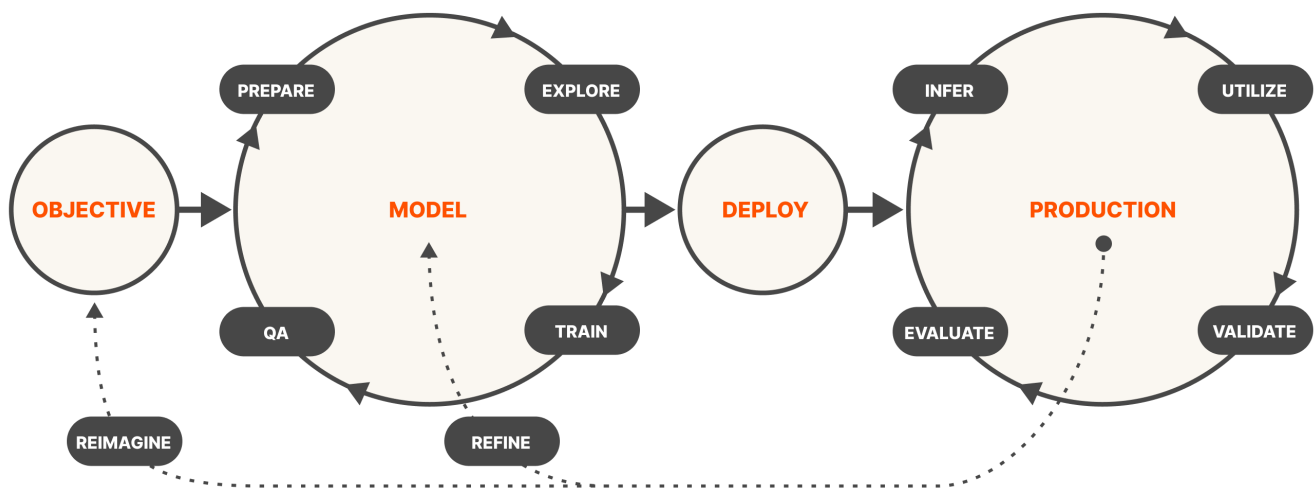 PREPARE
EXPLORE
INFER
UTILIZE
OBJECTIVE
MODEL
DEPLOY
PRODUCTION
QA
TRAIN
EVALUATE
VALIDATE
REIMAGINE
REFINE